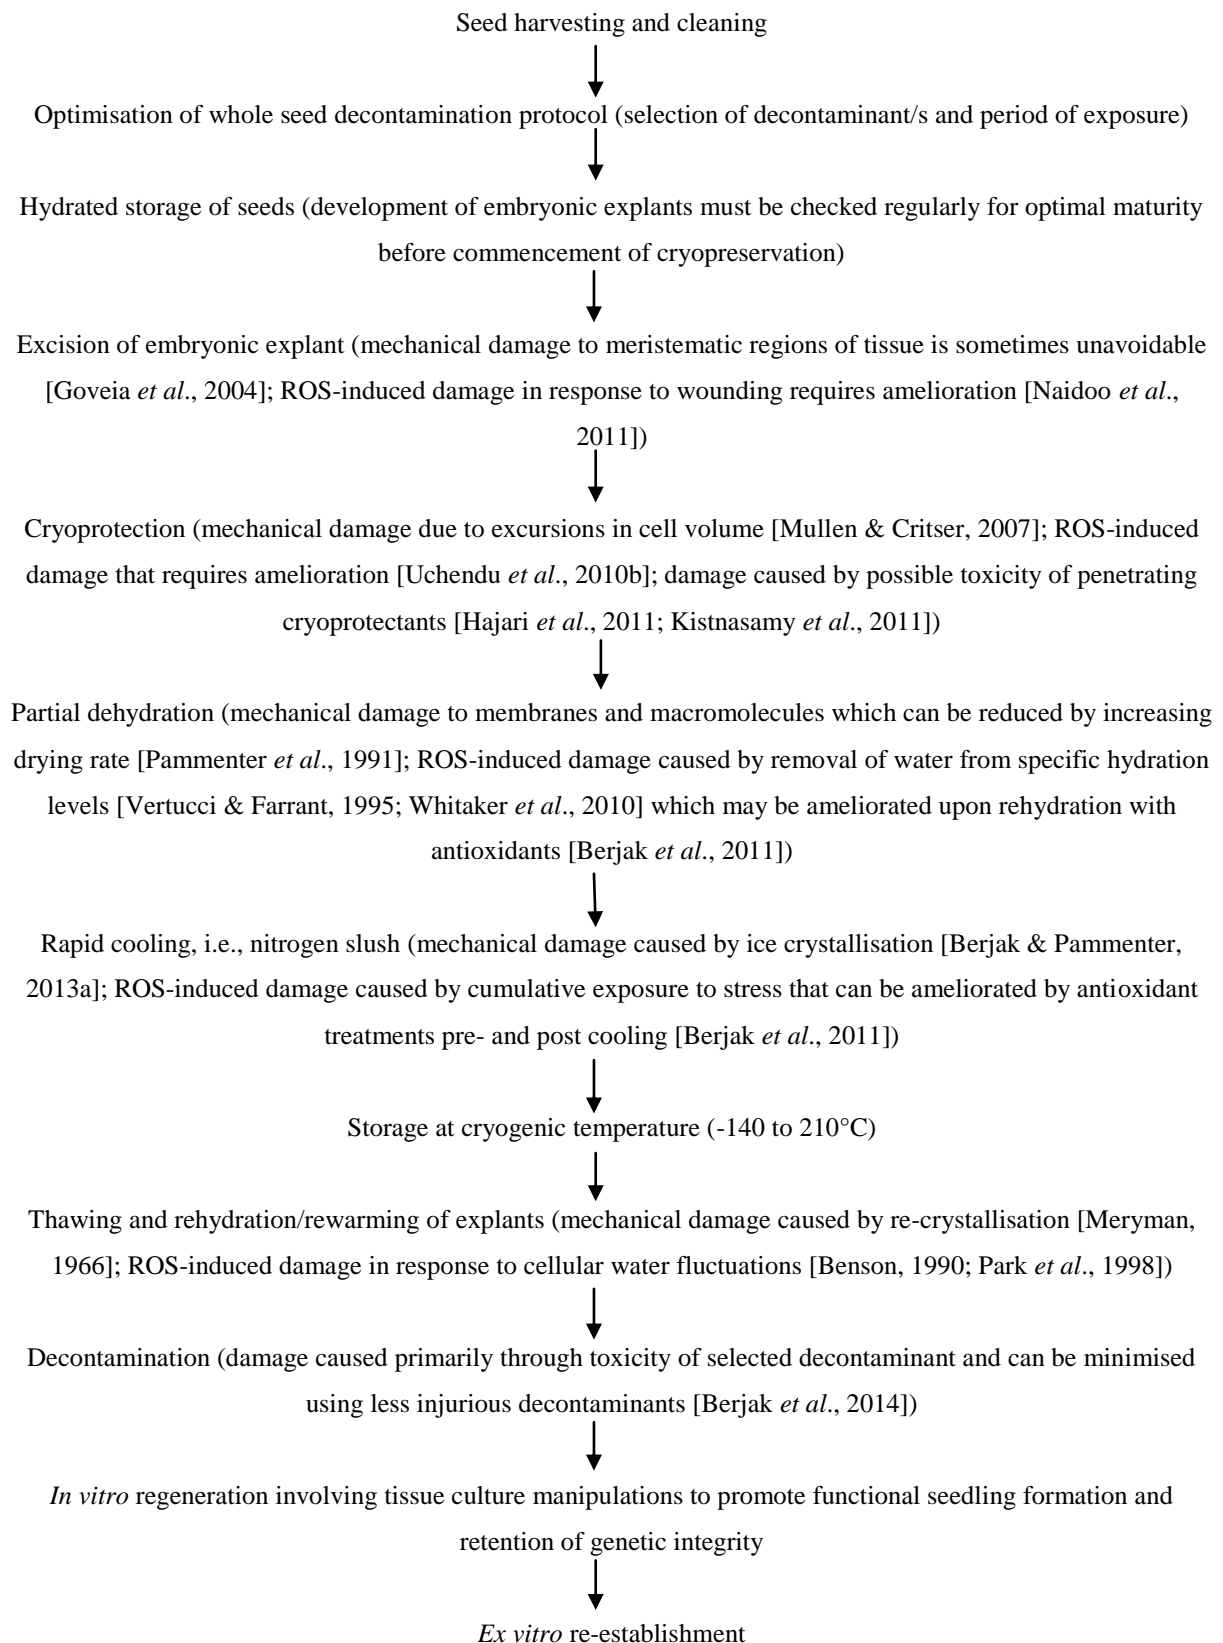 Seed harvesting and cleaning
Optimisation of whole seed decontamination protocol (selection of decontaminant/s and period of exposure)
Hydrated storage of seeds (development of embryonic explants must be checked regularly for optimal maturity
before commencement of cryopreservation)
Excision of embryonic explant (mechanical damage to meristematic regions of tissue is sometimes unavoidable
[Goveia et al., 2004]; ROS-induced damage in response to wounding requires amelioration [Naidoo et al.,
2011])
Cryoprotection (mechanical damage due to excursions in cell volume [Mullen & Critser, 2007]; ROS-induced
damage that requires amelioration [Uchendu et al., 2010b]; damage caused by possible toxicity of penetrating
cryoprotectants [Hajari et al., 2011; Kistnasamy et al., 2011])
Partial dehydration (mechanical damage to membranes and macromolecules which can be reduced by increasing
drying rate [Pammenter et al., 1991]; ROS-induced damage caused by removal of water from specific hydration
levels [Vertucci & Farrant, 1995; Whitaker et al., 2010] which may be ameliorated upon rehydration with
antioxidants [Berjak et al., 2011])
Rapid cooling, i.e., nitrogen slush (mechanical damage caused by ice crystallisation [Berjak & Pammenter,
2013a]; ROS-induced damage caused by cumulative exposure to stress that can be ameliorated by antioxidant
treatments pre- and post cooling [Berjak et al., 2011])
Storage at cryogenic temperature (-140 to 210°C)
Thawing and rehydration/rewarming of explants (mechanical damage caused by re-crystallisation [Meryman,
1966]; ROS-induced damage in response to cellular water fluctuations [Benson, 1990; Park et al., 1998])
Decontamination (damage caused primarily through toxicity of selected decontaminant and can be minimised
using less injurious decontaminants [Berjak et al., 2014])
In vitro regeneration involving tissue culture manipulations to promote functional seedling formation and
retention of genetic integrity
Ex vitro re-establishment